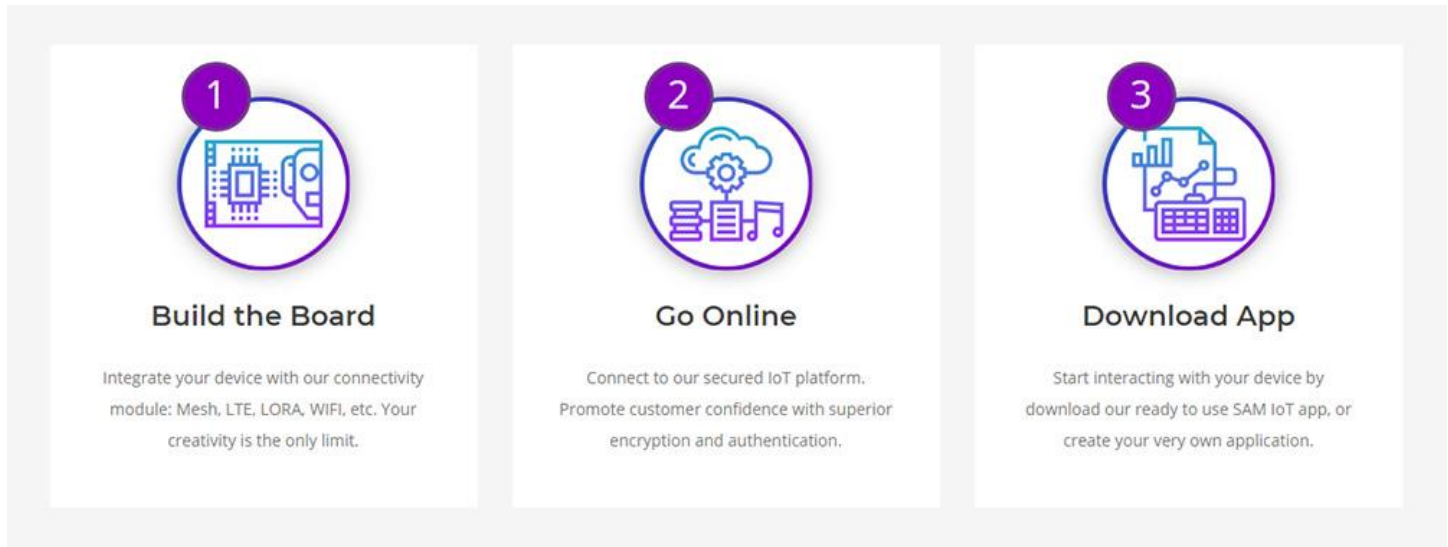 1
Build the Board
Integrate your device with our connectivity
module: Mesh, LTE, LORA, WIFI, etc. Your
creativity is the only limit.
2
Go Online
Connect to our secured IoT platform.
Promote customer confidence with superior
encryption and authentication.
3
Download App
Start interacting with your device by
download our ready to use SAM IoT app, or
create your very own application.